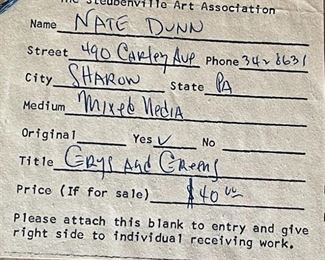 The Steubenville Art Association
Name NATE DUNN
Street 490 Carley Ave Phone 342 8631
City SHARON State PA
Medium Mixed Media
Original Yes ✓ No
Title Grys and Greens
Price (If for sale) $40.00
Please attach this blank to entry and give
right side to individual receiving work.